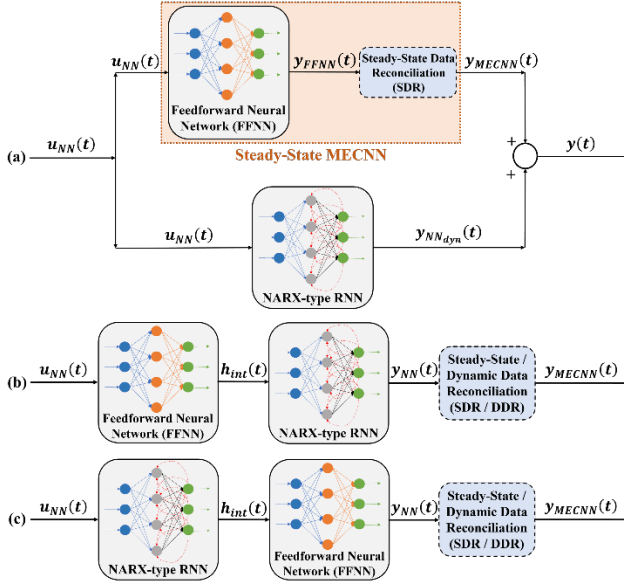 u_NN(t)
y_FFNN(t)
Steady-State Data
Reconciliation
(SDR)
y_MECNN(t)
Feedforward Neural
Network (FFNN)
Steady-State MECNN
(a)
u_NN(t)
+
+
y(t)
u_NN(t)
y_NN_dyn(t)
NARX-type RNN
(b)
u_NN(t)
Feedforward Neural
Network (FFNN)
h_int(t)
NARX-type RNN
y_NN(t)
Steady-State /
Dynamic Data
Reconciliation
(SDR / DDR)
y_MECNN(t)
(c)
u_NN(t)
NARX-type RNN
h_int(t)
Feedforward Neural
Network (FFNN)
y_NN(t)
Steady-State /
Dynamic Data
Reconciliation
(SDR / DDR)
y_MECNN(t)